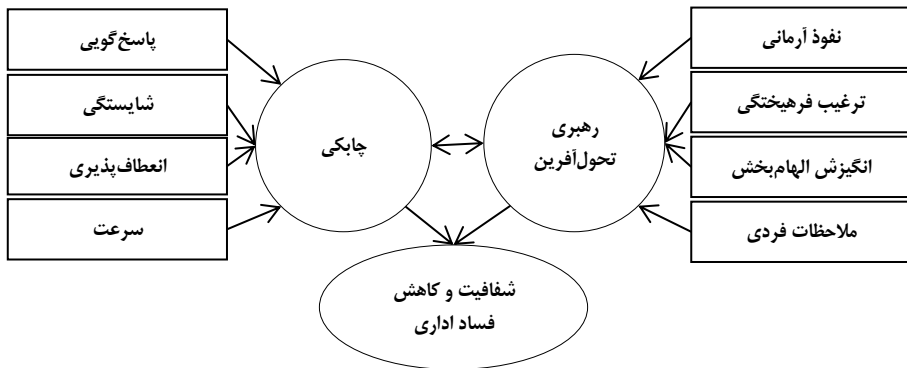 نفوذ آرمانی
ترغیب فرهیختگی
انگیزش الهام‌بخش
ملاحظات فردی
رهبری
تحول‌آفرین
چابکی
پاسخ‌گویی
شایستگی
انعطاف‌پذیری
سرعت
شفافیت و کاهش
فساد اداری